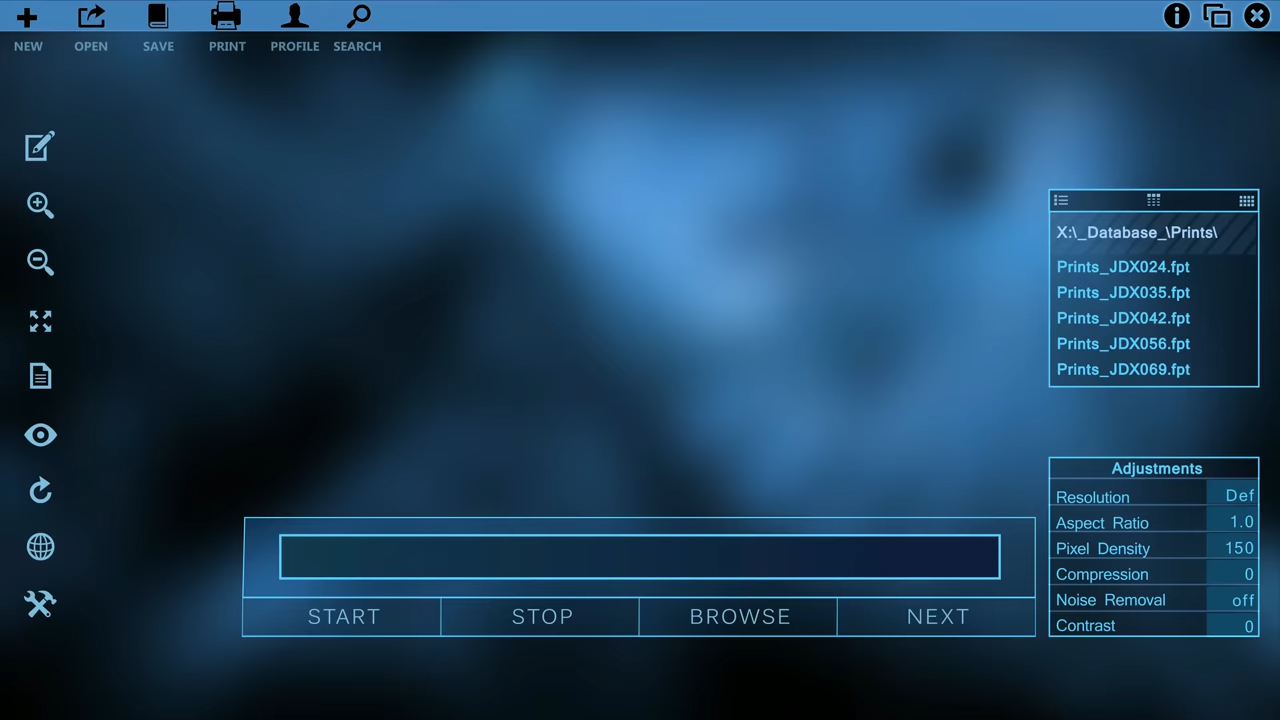 NEW OPEN SAVE PRINT PROFILE SEARCH
X:\_Database_\Prints\
Prints_JDX024.fpt
Prints_JDX035.fpt
Prints_JDX042.fpt
Prints_JDX056.fpt
Prints_JDX069.fpt
Adjustments
Resolution Def
Aspect Ratio 1.0
Pixel Density 150
Compression 0
Noise Removal off
Contrast 0
START STOP BROWSE NEXT